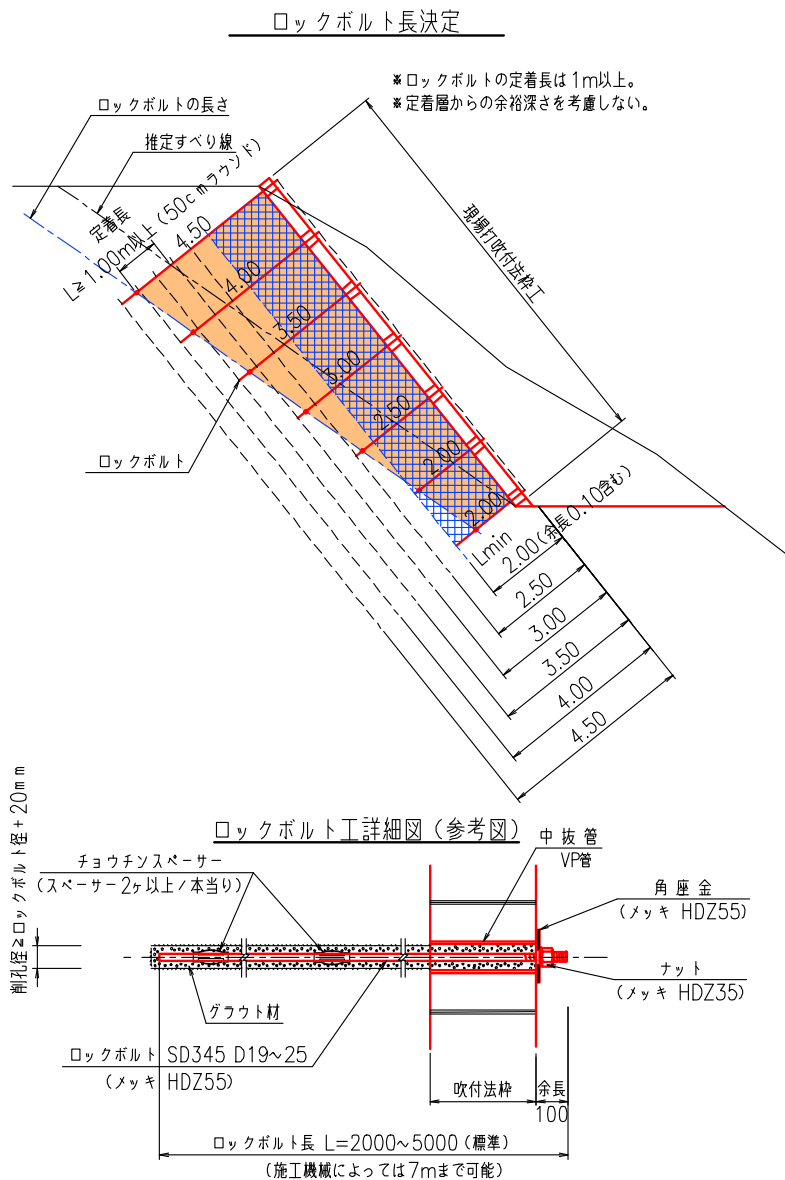 ロックボルト長決定
※ロックボルトの定着長は1m以上。
※定着層からの余裕深さを考慮しない。
ロックボルトの長さ
推定すべり線
定着長
L≧1.00m以上(50cmラウンド)
現場打吹付法枠工
4.50
4.00
3.50
3.00
2.50
2.00
2.00
ロックボルト
Lmin
2.00(余長0.10含む)
2.50
3.00
3.50
4.00
4.50
ロックボルト工詳細図(参考図)
削孔径≧ロックボルト径+20mm
チョウチンスペーサー
(スペーサー2ヶ以上/本当り)
中抜管
VP管
角座金
(メッキ HDZ55)
ナット
(メッキ HDZ35)
グラウト材
ロックボルト SD345 D19~25
(メッキ HDZ55)
吹付法枠
余長
100
ロックボルト長 L=2000~5000(標準)
(施工機械によっては7mまで可能)